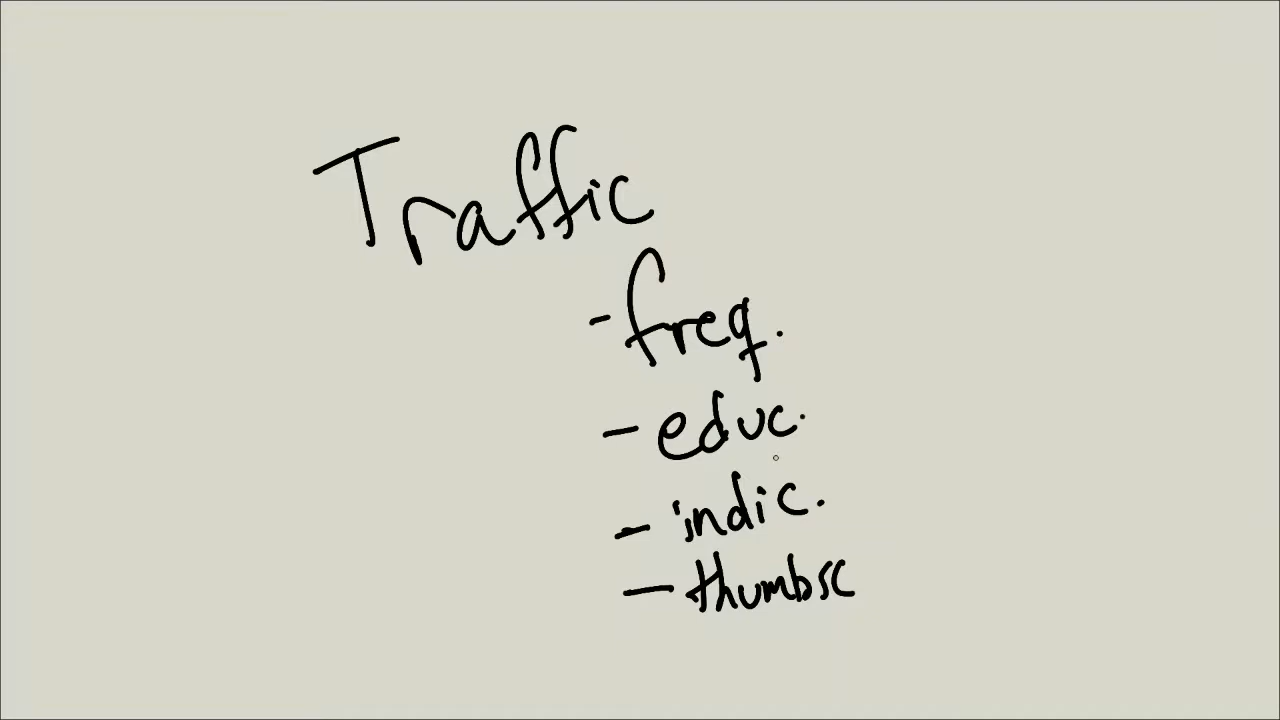 Traffic
- freq.
- educ.
- indic.
- thumbsc